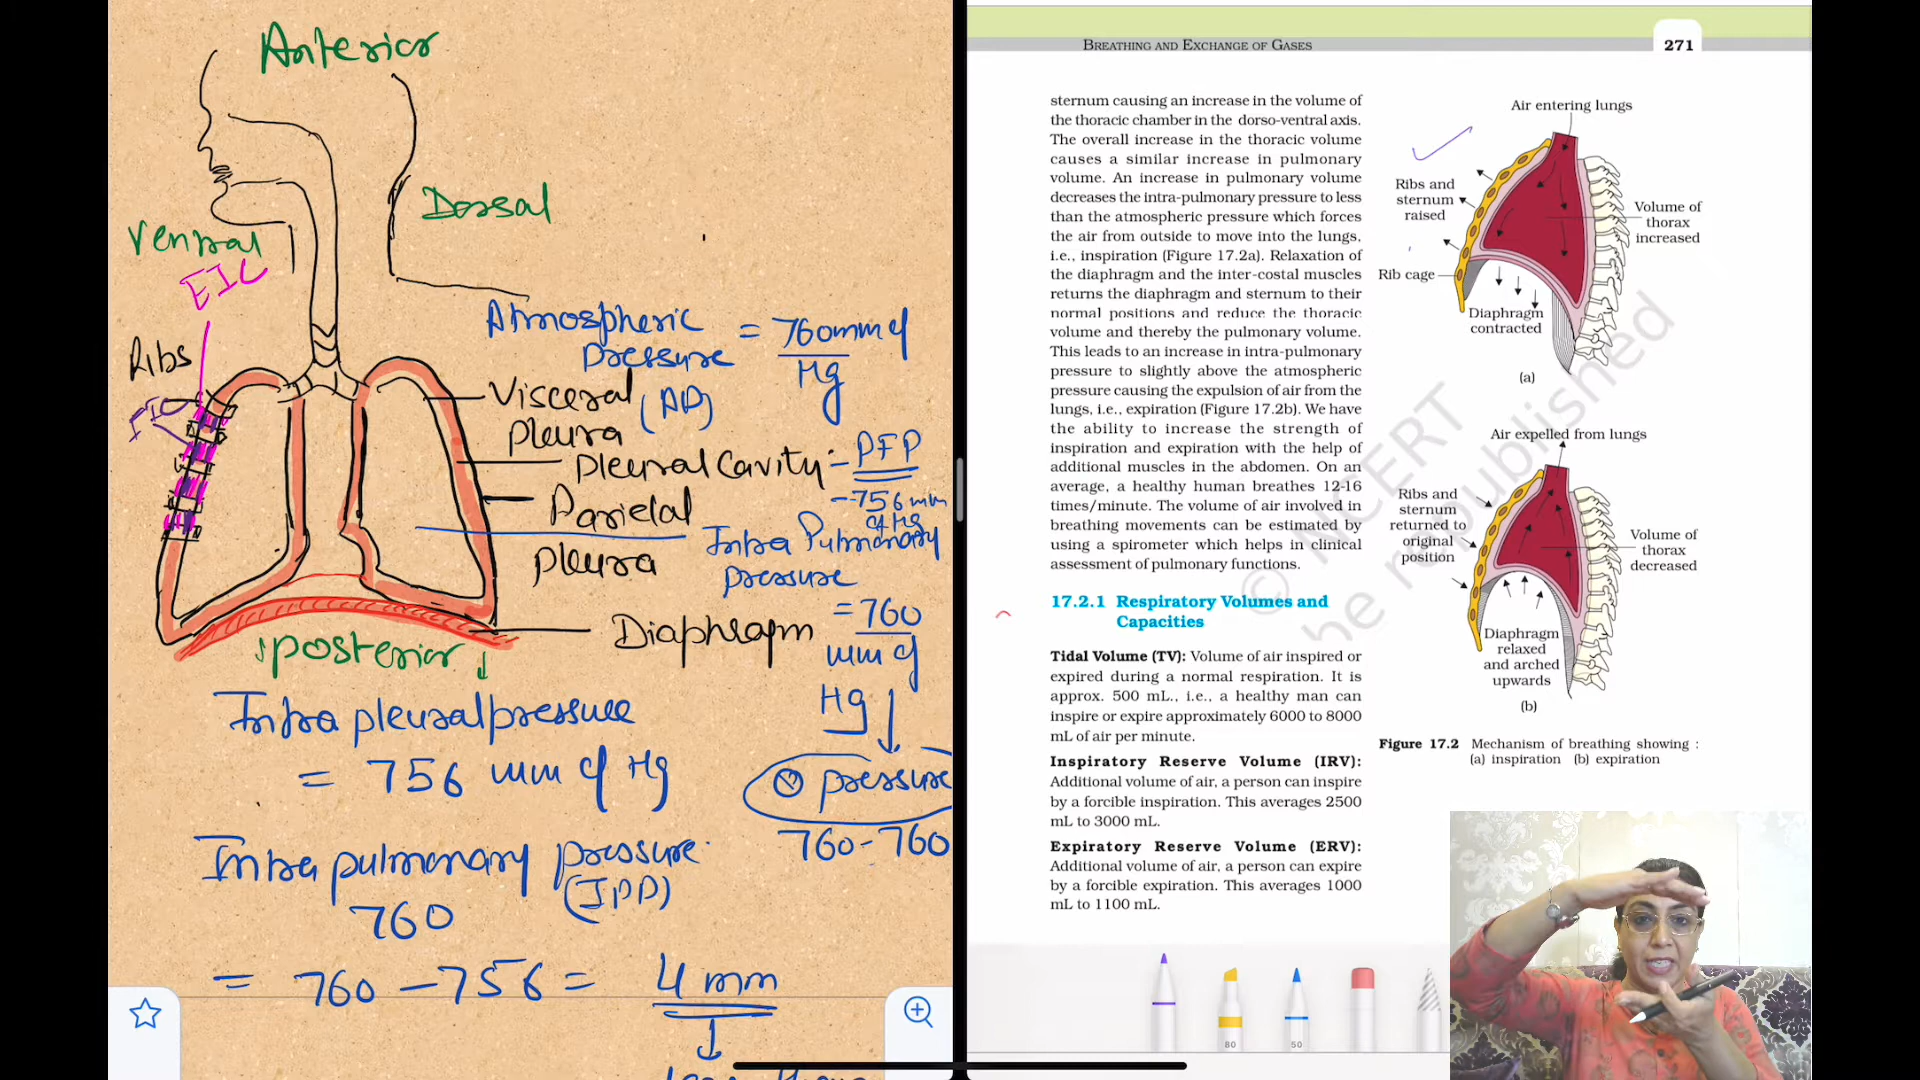 Anterior
Dorsal
Ventral
EIC
Ribs
Atmospheric
pressure
= 760 mm of
Hg
(AP)
Visceral
pleura
Pleural Cavity - PFP
-756 mm
of Hg
Parietal
pleura
Intra Pulmonary
pressure
= 760
mm of
Hg
Diaphragm
posterior
Intra pleural pressure
= 756 mm of Hg
pressure
760-760
Intra pulmonary pressure
(IPP)
760
= 760 - 756 = 4 mm
BREATHING AND EXCHANGE OF GASES
271
sternum causing an increase in the volume of
the thoracic chamber in the dorso-ventral axis.
The overall increase in the thoracic volume
causes a similar increase in pulmonary
volume. An increase in pulmonary volume
decreases the intra-pulmonary pressure to less
than the atmospheric pressure which forces
the air from outside to move into the lungs,
i.e., inspiration (Figure 17.2a). Relaxation of
the diaphragm and the inter-costal muscles
returns the diaphragm and sternum to their
normal positions and reduce the thoracic
volume and thereby the pulmonary volume.
This leads to an increase in intra-pulmonary
pressure to slightly above the atmospheric
pressure causing the expulsion of air from the
lungs, i.e., expiration (Figure 17.2b). We have
the ability to increase the strength of
inspiration and expiration with the help of
additional muscles in the abdomen. On an
average, a healthy human breathes 12-16
times/minute. The volume of air involved in
breathing movements can be estimated by
using a spirometer which helps in clinical
assessment of pulmonary functions.
17.2.1 Respiratory Volumes and
Capacities
Tidal Volume (TV): Volume of air inspired or
expired during a normal respiration. It is
approx. 500 mL., i.e., a healthy man can
inspire or expire approximately 6000 to 8000
mL of air per minute.
Inspiratory Reserve Volume (IRV):
Additional volume of air, a person can inspire
by a forcible inspiration. This averages 2500
mL to 3000 mL.
Expiratory Reserve Volume (ERV):
Additional volume of air, a person can expire
by a forcible expiration. This averages 1000
mL to 1100 mL.
Air entering lungs
Ribs and
sternum
raised
Volume of
thorax
increased
Rib cage
Diaphragm
contracted
(a)
Air expelled from lungs
Ribs and
sternum
returned to
original
position
Volume of
thorax
decreased
Diaphragm
relaxed
and arched
upwards
(b)
Figure 17.2 Mechanism of breathing showing :
(a) inspiration (b) expiration
© NCERT
be republished
80
50